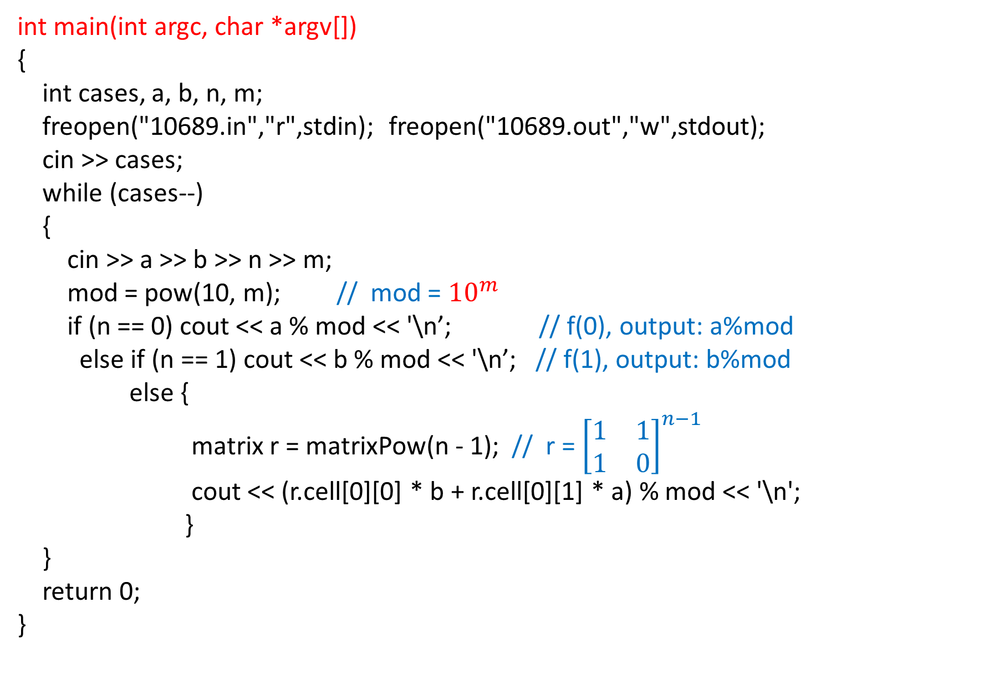 int main(int argc, char *argv[])
{
int cases, a, b, n, m;
freopen("10689.in","r",stdin);  freopen("10689.out","w",stdout);
cin >> cases;
while (cases--)
{
cin >> a >> b >> n >> m;
mod = pow(10, m);  //  mod = 10^m
if (n == 0) cout << a % mod << '\n’;  // f(0), output: a%mod
else if (n == 1) cout << b % mod << '\n’;  // f(1), output: b%mod
else {
matrix r = matrixPow(n - 1);  //  r = [1 1; 1 0]^{n−1}
cout << (r.cell[0][0] * b + r.cell[0][1] * a) % mod << '\n';
}
}
return 0;
}